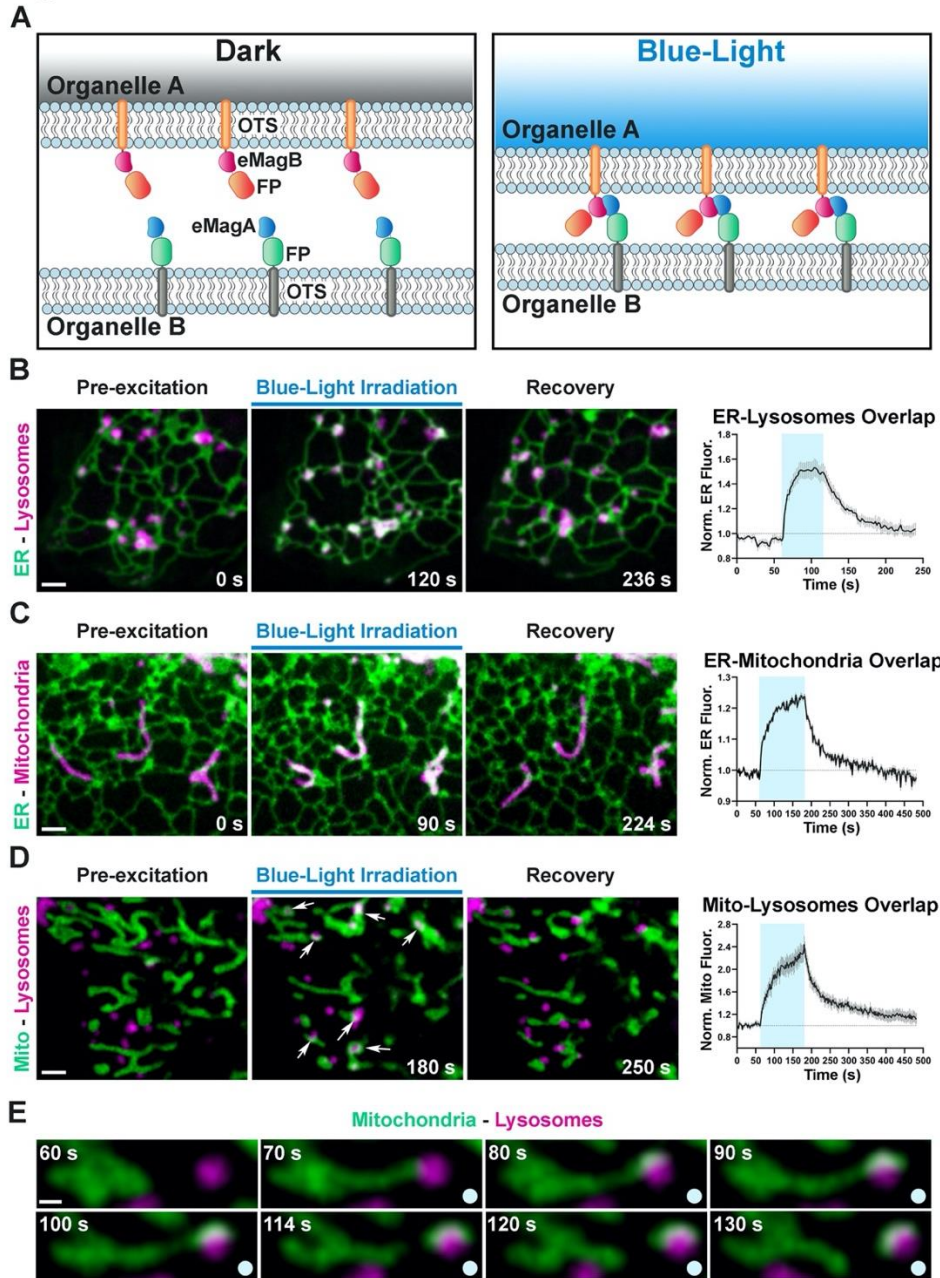 A
Dark
Blue-Light
Organelle A
OTS
eMagB
FP
eMagA
FP
OTS
Organelle B
Organelle A
Organelle B
B
Pre-excitation
Blue-Light Irradiation
Recovery
ER - Lysosomes
0 s
120 s
236 s
ER-Lysosomes Overlap
Norm. ER Fluor.
1.8
1.6
1.4
1.2
1.0
0.8
0 50 100 150 200 250
Time (s)
C
Pre-excitation
Blue-Light Irradiation
Recovery
ER - Mitochondria
0 s
90 s
224 s
ER-Mitochondria Overlap
Norm. ER Fluor.
1.3
1.2
1.1
1.0
0.9
0 50 100 150 200 250 300 350 400 450 500
Time (s)
D
Pre-excitation
Blue-Light Irradiation
Recovery
Mito - Lysosomes
180 s
250 s
Mito-Lysosomes Overlap
Norm. Mito Fluor.
2.8
2.4
2.0
1.6
1.2
0.8
0 50 100 150 200 250 300 350 400 450 500
Time (s)
E
Mitochondria - Lysosomes
60 s
70 s
80 s
90 s
100 s
114 s
120 s
130 s